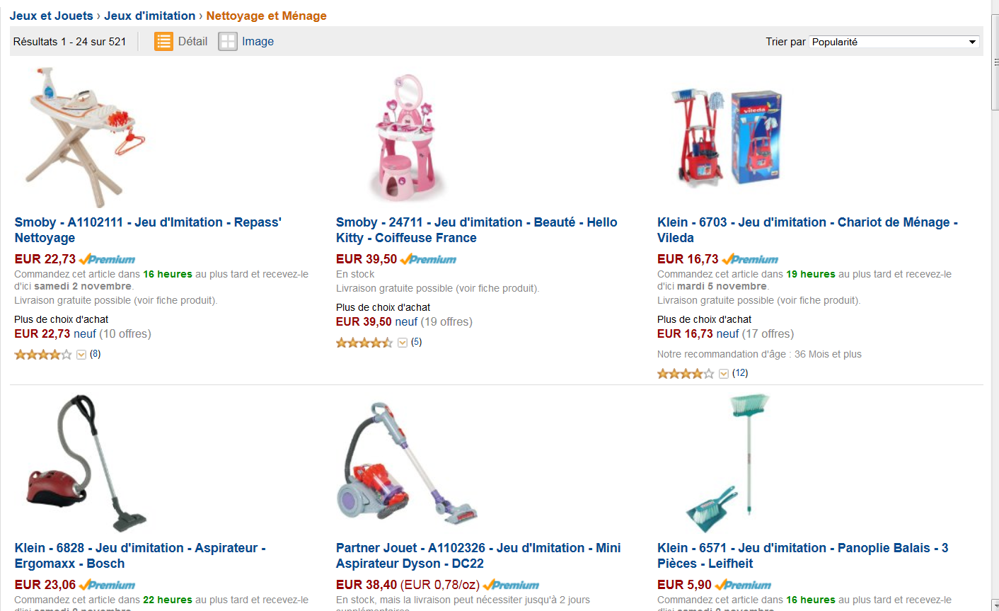 Jeux et Jouets › Jeux d'imitation › Nettoyage et Ménage
Résultats 1 - 24 sur 521 Détail Image Trier par Popularité
vileda
Smoby - A1102111 - Jeu d'Imitation - Repass'
Nettoyage
EUR 22,73 Premium
Commandez cet article dans 16 heures au plus tard et recevez-le
d'ici samedi 2 novembre.
Livraison gratuite possible (voir fiche produit).
Plus de choix d'achat
EUR 22,73 neuf (10 offres)
(8)
Smoby - 24711 - Jeu d'imitation - Beauté - Hello
Kitty - Coiffeuse France
EUR 39,50 Premium
En stock
Livraison gratuite possible (voir fiche produit).
Plus de choix d'achat
EUR 39,50 neuf (19 offres)
(5)
Klein - 6703 - Jeu d'imitation - Chariot de Ménage -
Vileda
EUR 16,73 Premium
Commandez cet article dans 19 heures au plus tard et recevez-le
d'ici mardi 5 novembre.
Livraison gratuite possible (voir fiche produit).
Plus de choix d'achat
EUR 16,73 neuf (17 offres)
Notre recommandation d'âge : 36 Mois et plus
(12)
Klein - 6828 - Jeu d'imitation - Aspirateur -
Ergomaxx - Bosch
EUR 23,06 Premium
Commandez cet article dans 22 heures au plus tard et recevez-le
Partner Jouet - A1102326 - Jeu d'Imitation - Mini
Aspirateur Dyson - DC22
EUR 38,40 (EUR 0,78/oz) Premium
En stock, mais la livraison peut nécessiter jusqu'à 2 jours
Klein - 6571 - Jeu d'imitation - Panoplie Balais - 3
Pièces - Leifheit
EUR 5,90 Premium
Commandez cet article dans 16 heures au plus tard et recevez-le